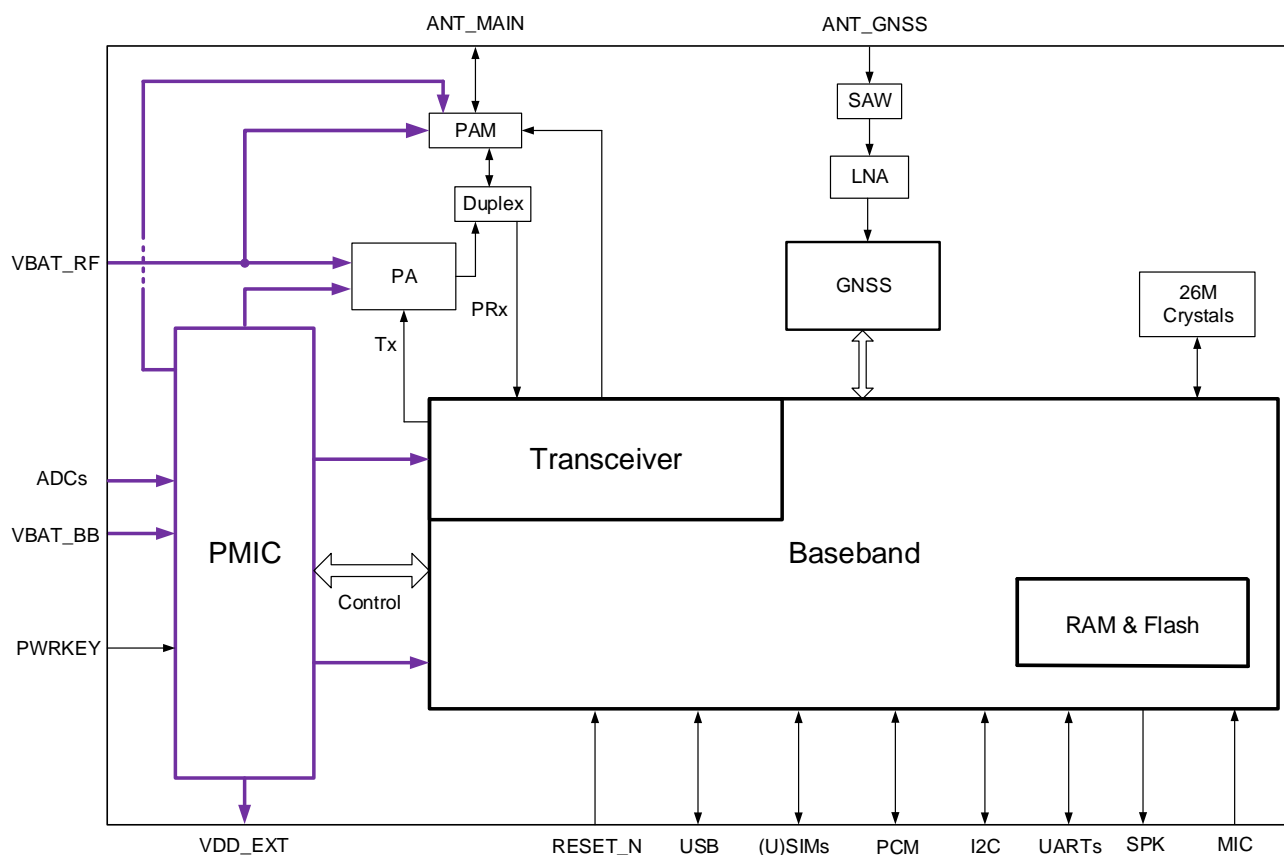 ANT_MAIN
ANT_GNSS
SAW
PAM
LNA
Duplex
VBAT_RF
PA
GNSS
26M
Crystals
PRx
Tx
Transceiver
ADCs
VBAT_BB
PMIC
Baseband
Control
RAM & Flash
PWRKEY
VDD_EXT
RESET_N
USB
(U)SIMs
PCM
I2C
UARTs
SPK
MIC